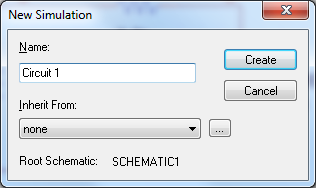 New Simulation
Name:
Circuit 1
Create
Cancel
Inherit From:
none
...
Root Schematic: SCHEMATIC1